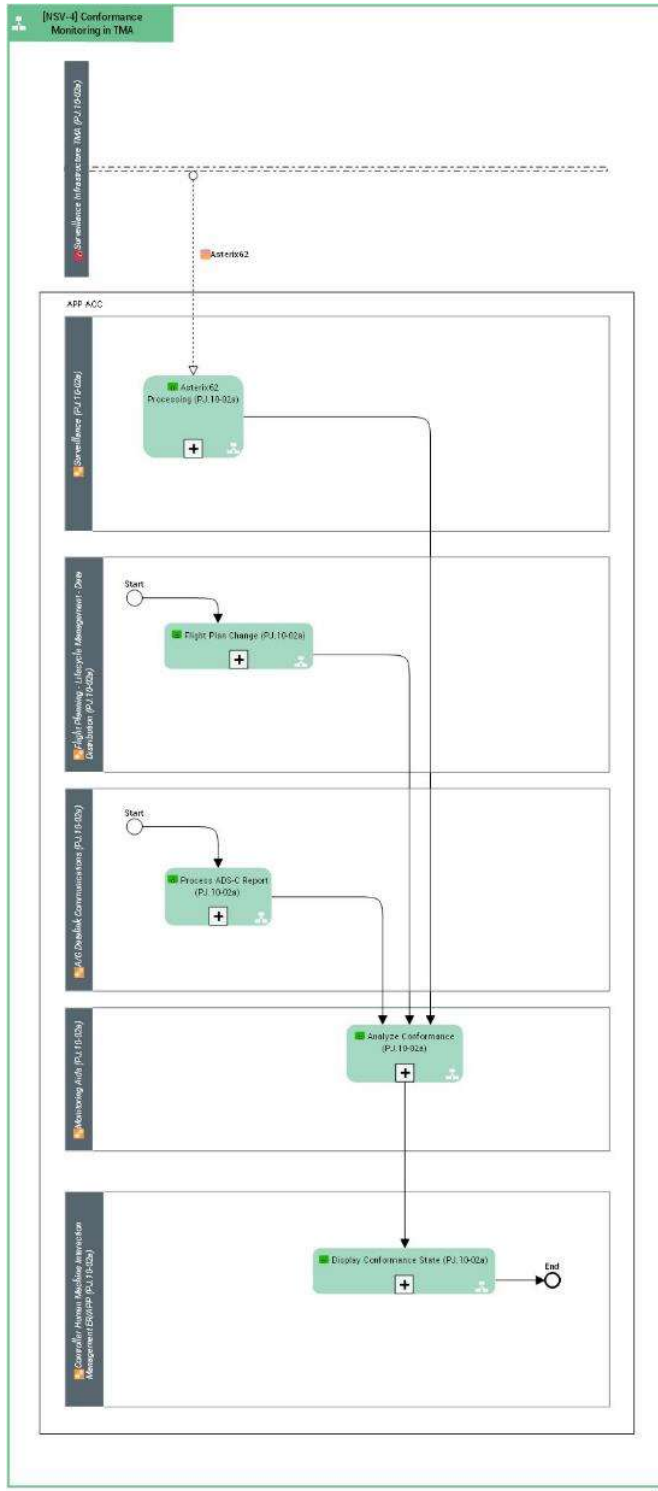 [NSV-4] Conformance
Monitoring in TMA
Surveillance Infrastructure TMA (PJ.10-02a)
Asterix62
APP ACC
Surveillance (PJ.10-02a)
Asterix62
Processing (PJ.10-02a)
Flight Planning - Lifecycle Management - Data
Distribution (PJ.10-02a)
Start
Flight Plan Change (PJ.10-02a)
A/G Datalink Communications (PJ.10-02a)
Start
Process ADS-C Report
(PJ.10-02a)
Monitoring Aids (PJ.10-02a)
Analyze Conformance
(PJ.10-02a)
Controller Human Machine Interaction
Management ER/APP (PJ.10-02a)
Display Conformance State (PJ.10-02a)
End